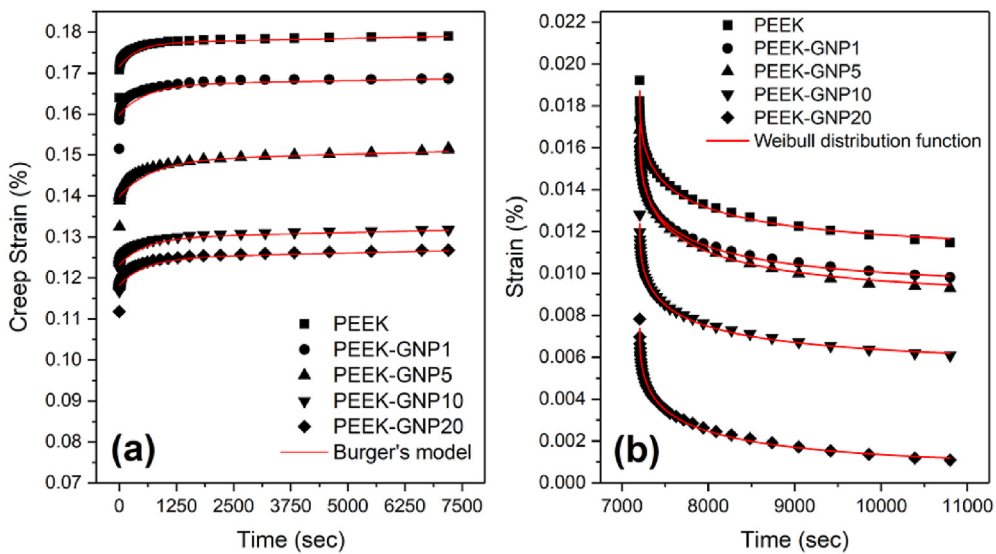 0.18
0.17
0.16
0.15
0.14
0.13
0.12
0.11
0.10
0.09
0.08
0.07
Creep Strain (%)
PEEK
PEEK-GNP1
PEEK-GNP5
PEEK-GNP10
PEEK-GNP20
Burger's model
(a)
0 1250 2500 3750 5000 6250 7500
Time (sec)
0.022
0.020
0.018
0.016
0.014
0.012
0.010
0.008
0.006
0.004
0.002
0.000
Strain (%)
PEEK
PEEK-GNP1
PEEK-GNP5
PEEK-GNP10
PEEK-GNP20
Weibull distribution function
(b)
7000 8000 9000 10000 11000
Time (sec)